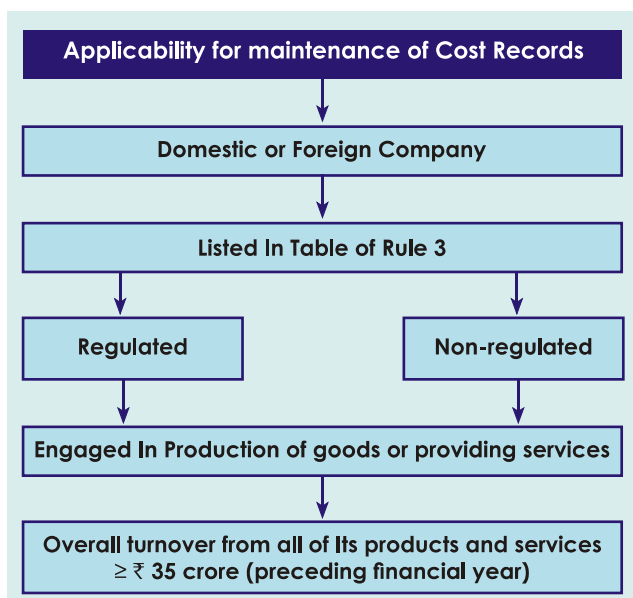 Applicability for maintenance of Cost Records
Domestic or Foreign Company
Listed In Table of Rule 3
Regulated
Non-regulated
Engaged In Production of goods or providing services
Overall turnover from all of Its products and services
≥ ₹ 35 crore (preceding financial year)